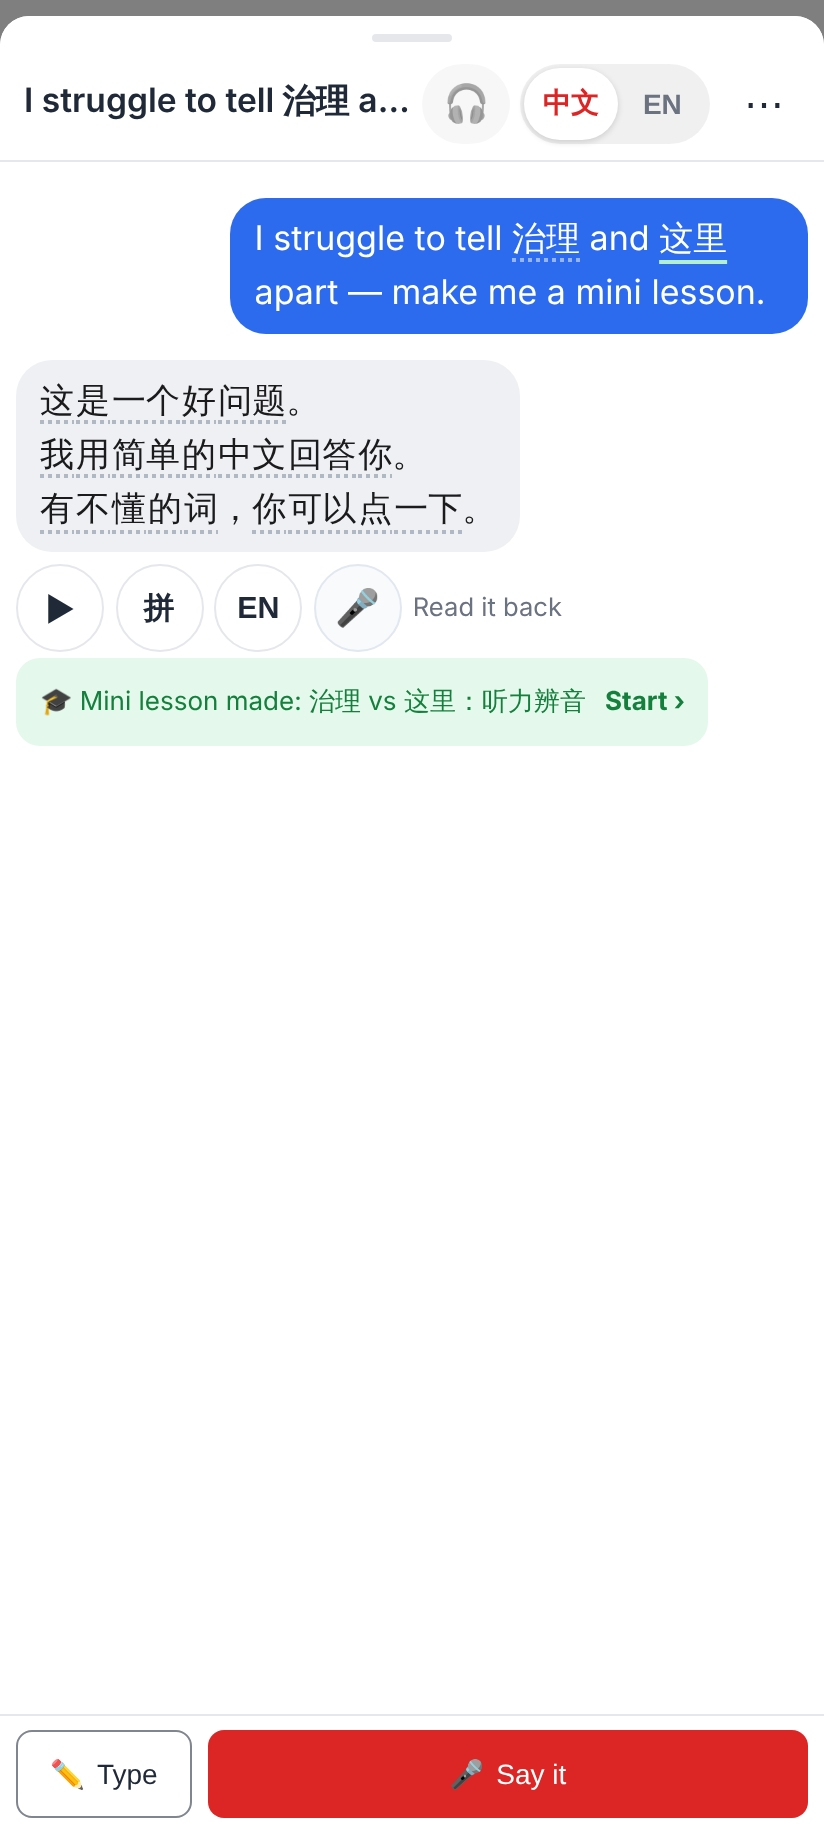 I struggle to tell 治理 a...
中文
EN
I struggle to tell 治理 and 这里
apart — make me a mini lesson.
这是一个好问题。
我用简单的中文回答你。
有不懂的词，你可以点一下。
拼
EN
Read it back
Mini lesson made: 治理 vs 这里：听力辨音 Start ›
Type
Say it